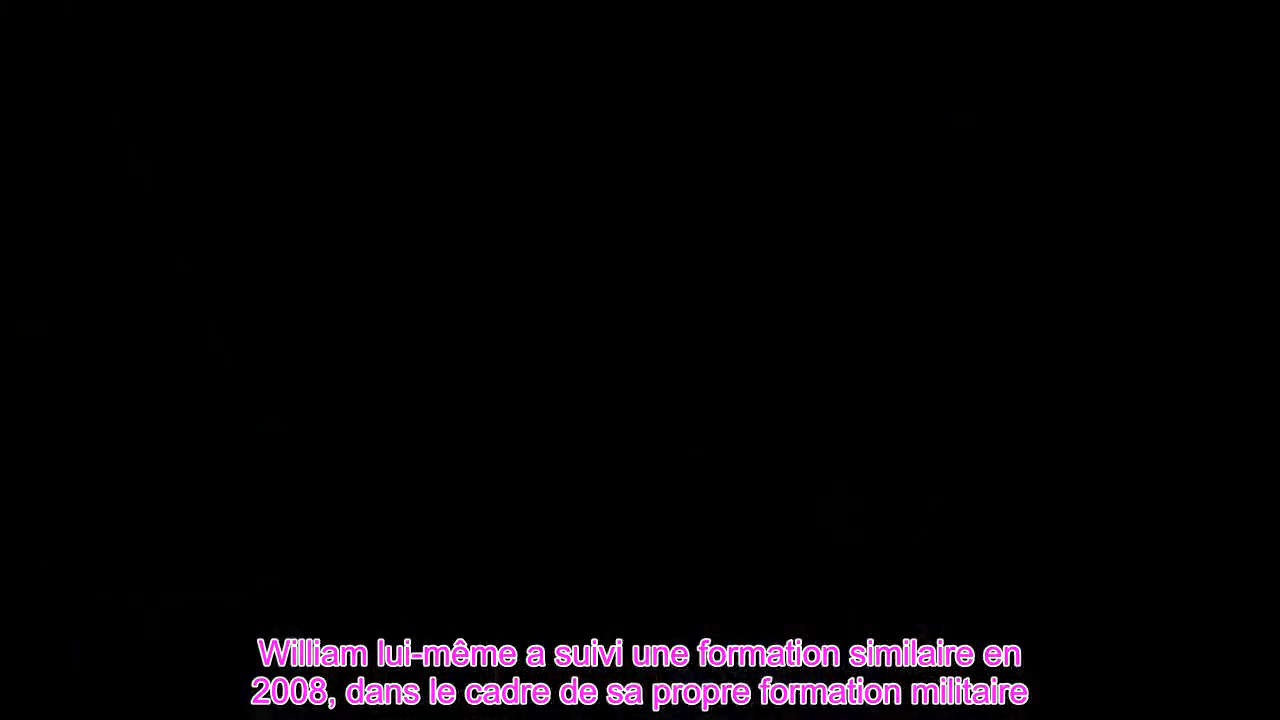 William lui-même a suivi une formation similaire en
2008, dans le cadre de sa propre formation militaire